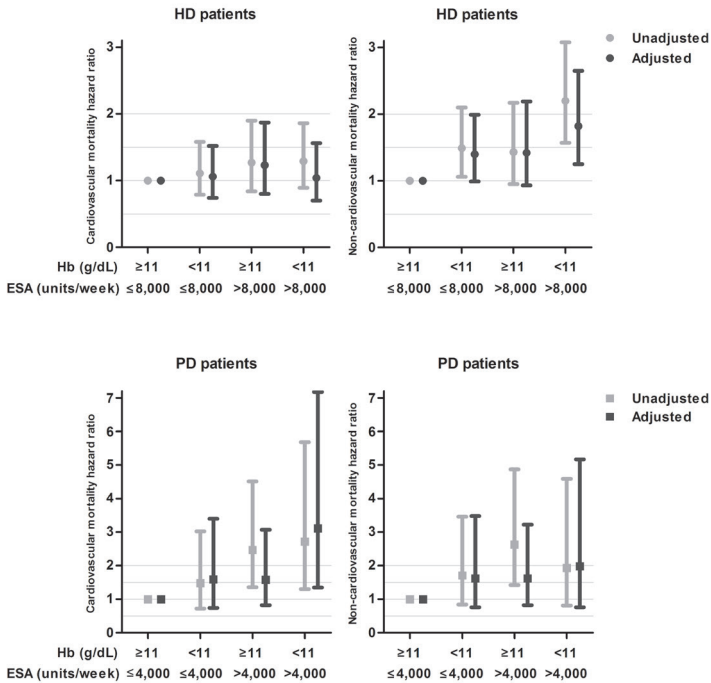 HD patients
HD patients
Unadjusted
Adjusted
Cardiovascular mortality hazard ratio
3
2
1
0
Non-cardiovascular mortality hazard ratio
3
2
1
0
Hb (g/dL) ≥11 <11 ≥11 <11
ESA (units/week) ≤8,000 ≤8,000 >8,000 >8,000
≥11 <11 ≥11 <11
≤8,000 ≤8,000 >8,000 >8,000
PD patients
PD patients
Unadjusted
Adjusted
Cardiovascular mortality hazard ratio
7
6
5
4
3
2
1
0
Non-cardiovascular mortality hazard ratio
7
6
5
4
3
2
1
0
Hb (g/dL) ≥11 <11 ≥11 <11
ESA (units/week) ≤4,000 ≤4,000 >4,000 >4,000
≥11 <11 ≥11 <11
≤4,000 ≤4,000 >4,000 >4,000